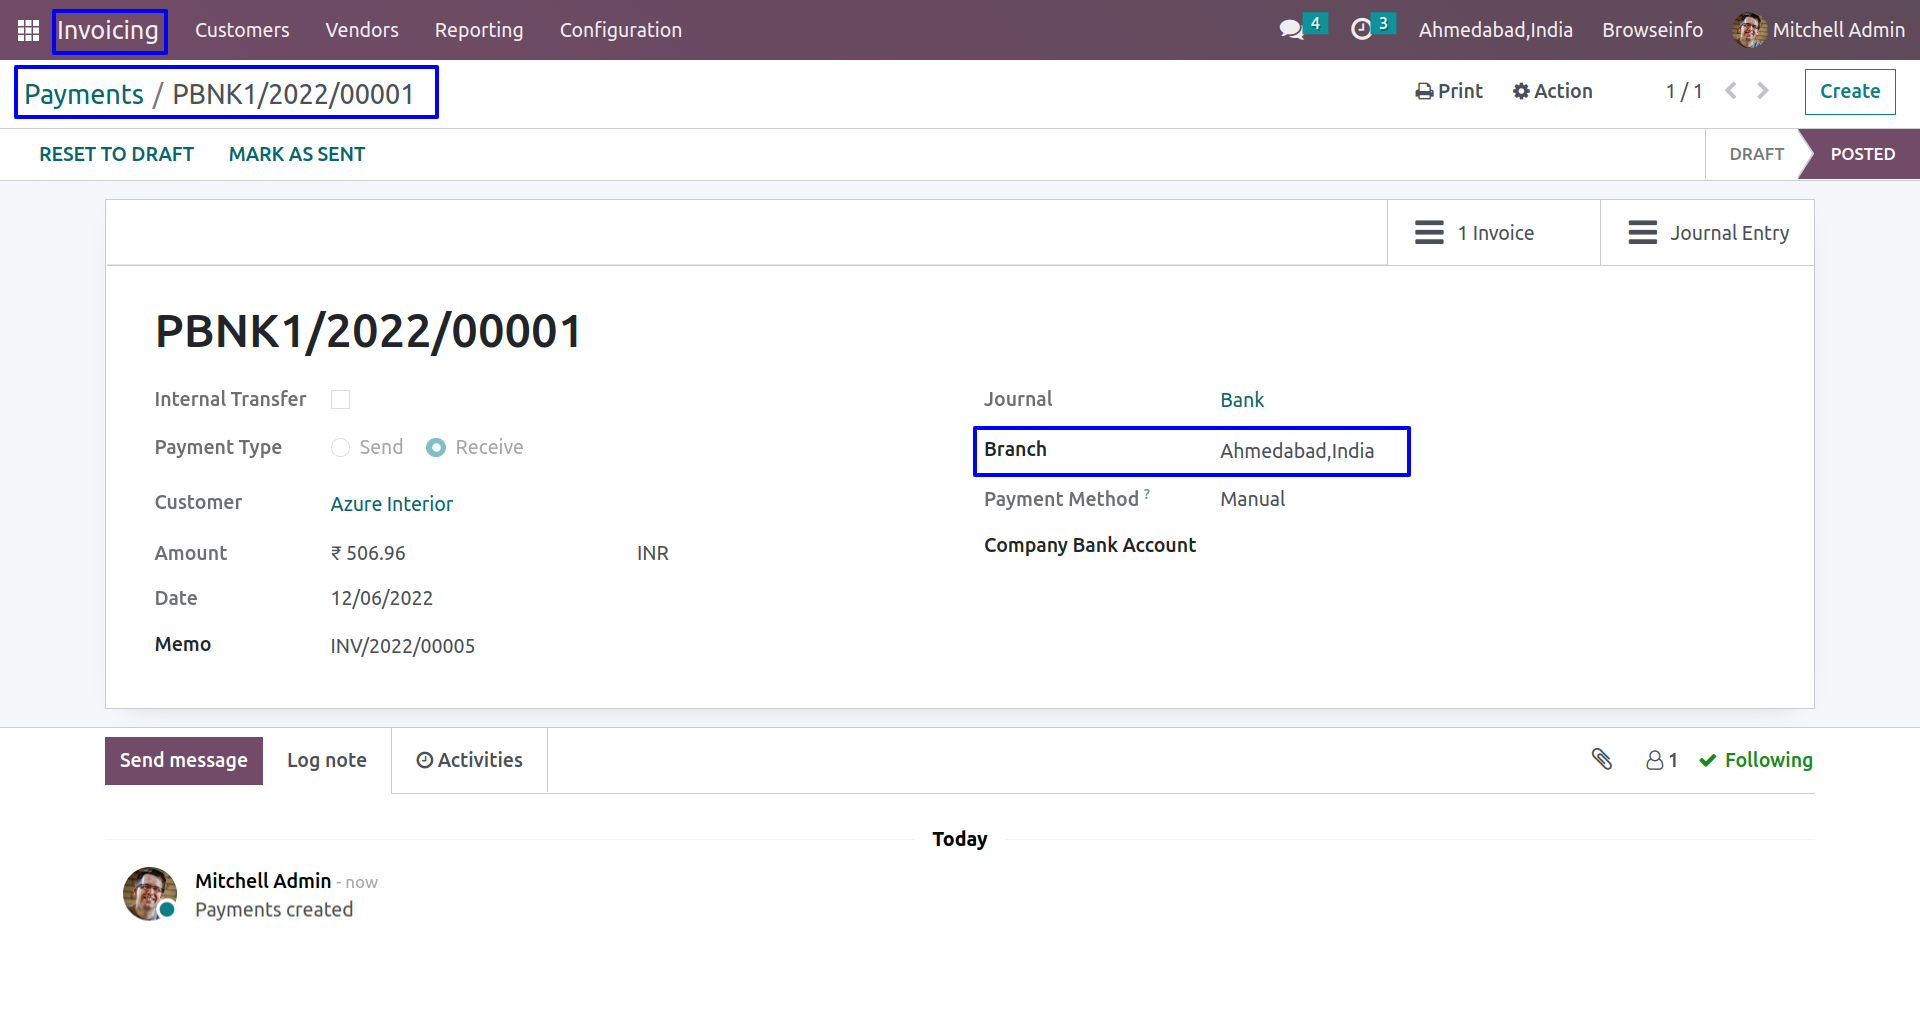 Invoicing Customers Vendors Reporting Configuration 4 3 Ahmedabad,India Browseinfo Mitchell Admin
Payments / PBNK1/2022/00001 Print Action 1 / 1 Create
RESET TO DRAFT MARK AS SENT DRAFT POSTED
1 Invoice Journal Entry
PBNK1/2022/00001
Internal Transfer
Payment Type Send Receive
Customer Azure Interior
Amount ₹ 506.96 INR
Date 12/06/2022
Memo INV/2022/00005
Journal Bank
Branch Ahmedabad,India
Payment Method ? Manual
Company Bank Account
Send message Log note Activities 1 Following
Today
Mitchell Admin - now
Payments created